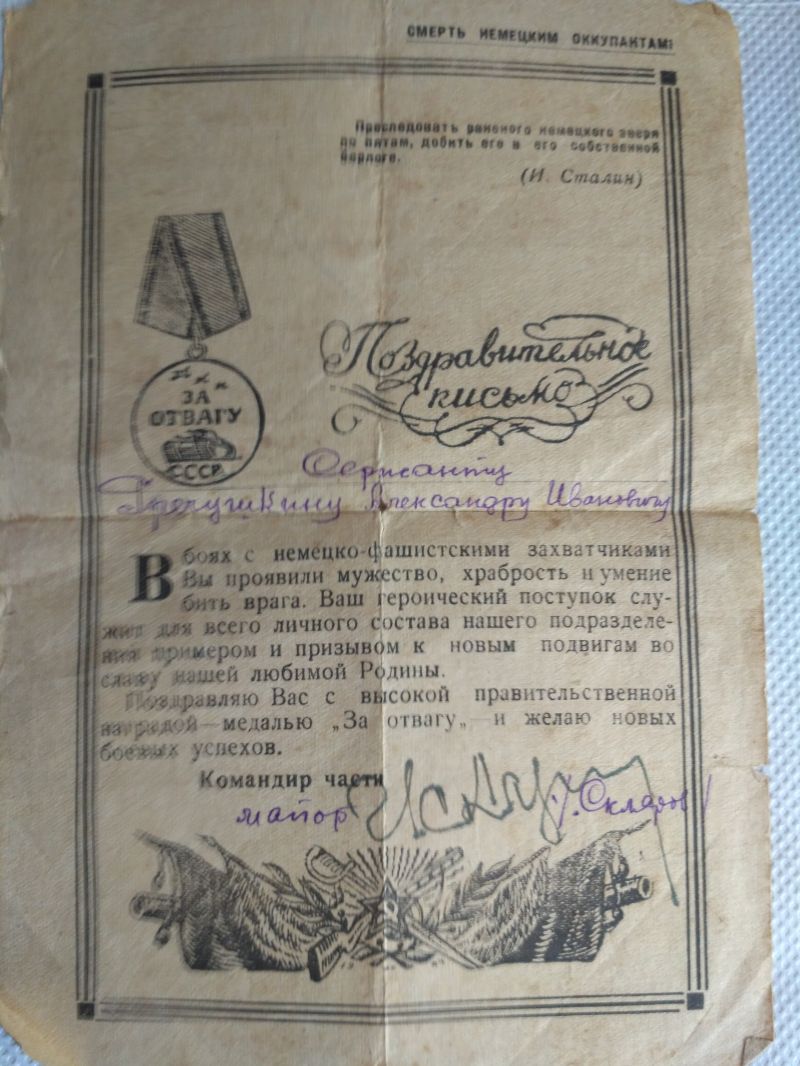 СМЕРТЬ НЕМЕЦКИМ ОККУПАНТАМ!
Преследовать раненого немецкого зверя
по пятам, добить его в его собственной
берлоге.
(И. Сталин)
ЗА
ОТВАГУ
СССР
Поздравительное
письмо
Сержанту
Александру Ивановичу
В боях с немецко-фашистскими захватчиками
Вы проявили мужество, храбрость и умение
бить врага. Ваш героический поступок слу-
жит для всего личного состава нашего подразделе-
ния примером и призывом к новым подвигам во
славу нашей любимой Родины.
Поздравляю Вас с высокой правительственной
наградой—медалью „За отвагу„ и желаю новых
боевых успехов.
Командир части
майор
/Скляров/